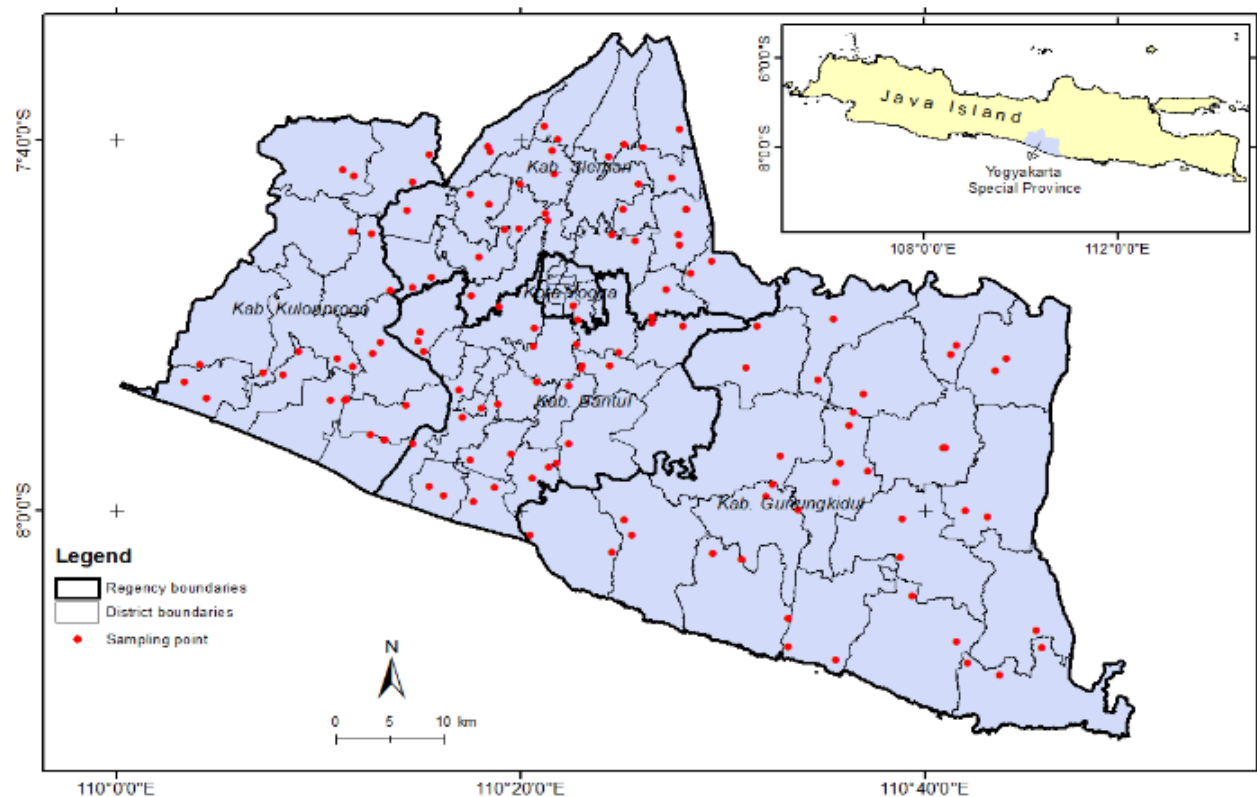 7°40'0"S
8°0'0"S
Kab. Sleman
Kota Yogya
Kab. Kulonprogo
Kab. Bantul
Kab. Gunungkidul
6°0'0"S
8°0'0"S
Java Island
Yogyakarta
Special Province
108°0'0"E
112°0'0"E
Legend
Regency boundaries
District boundaries
Sampling point
N
0 5 10 km
110°0'0"E
110°20'0"E
110°40'0"E